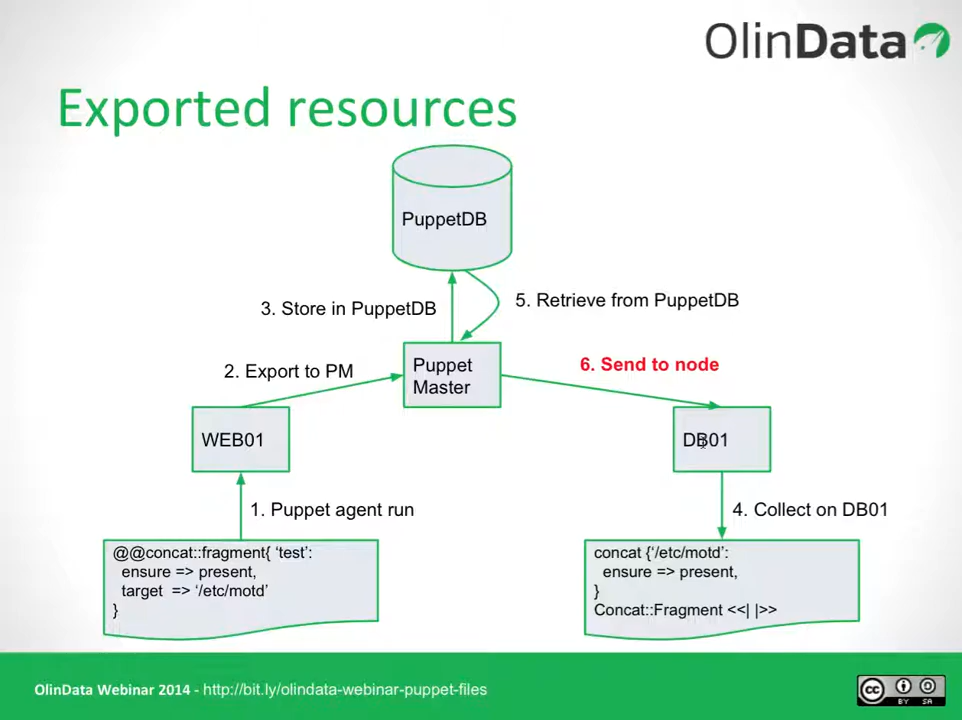 OlinData
Exported resources
PuppetDB
3. Store in PuppetDB
5. Retrieve from PuppetDB
2. Export to PM
Puppet
Master
6. Send to node
WEB01
DB01
1. Puppet agent run
4. Collect on DB01
@@concat::fragment{ ‘test’:
ensure => present,
target => ‘/etc/motd’
}
concat {‘/etc/motd’:
ensure => present,
}
Concat::Fragment <<| |>>
OlinData Webinar 2014 - http://bit.ly/olindata-webinar-puppet-files
cc
BY SA